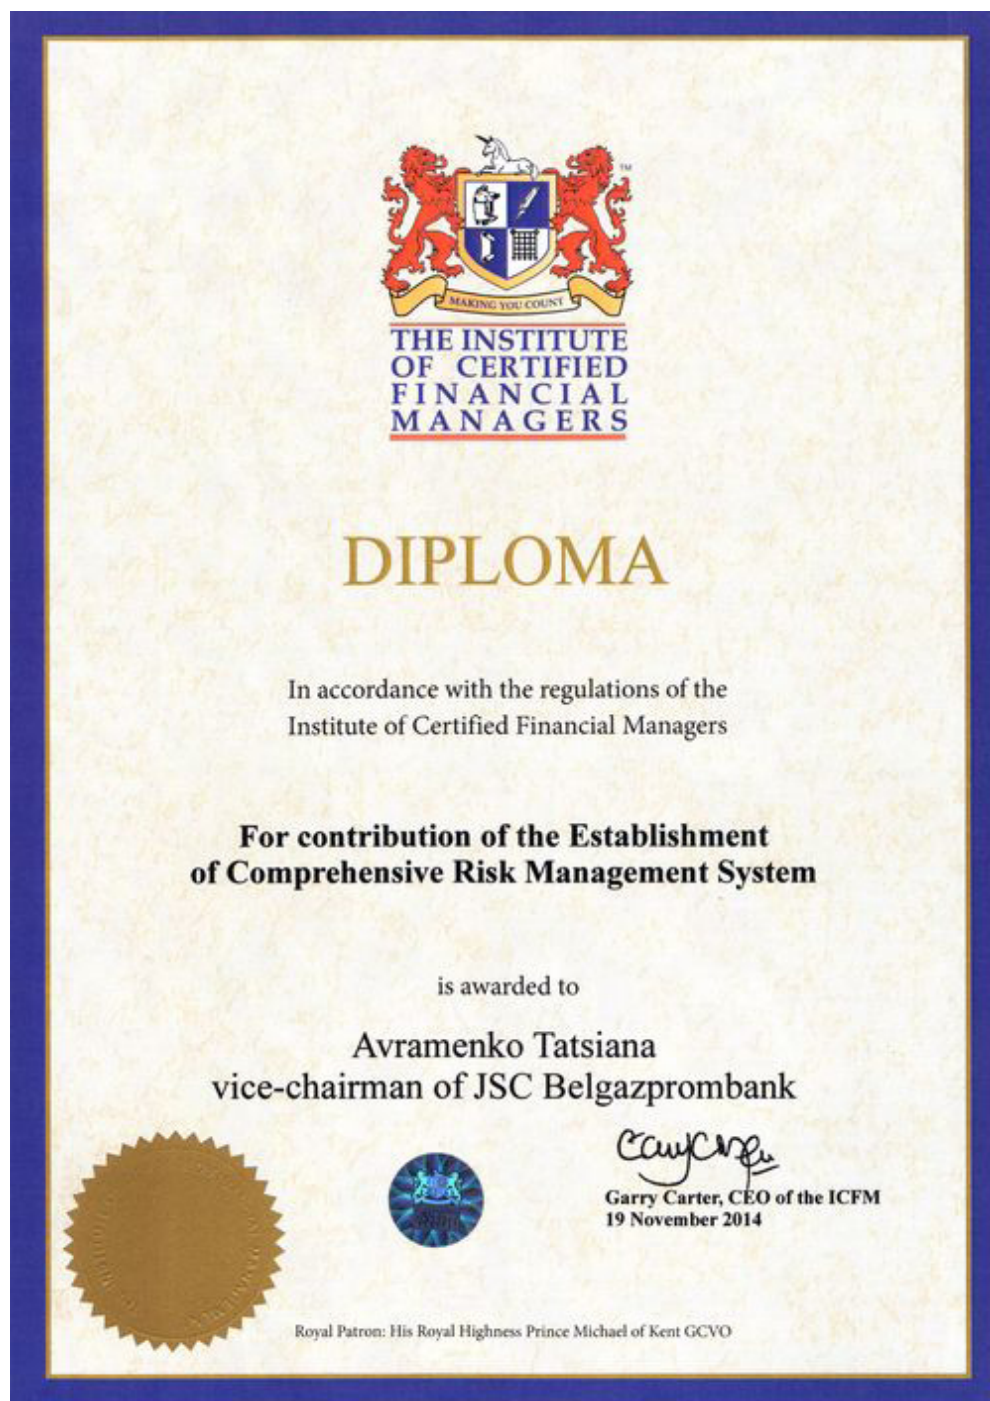 TM
MAKING YOU COUNT
THE INSTITUTE
OF CERTIFIED
FINANCIAL
MANAGERS
DIPLOMA
In accordance with the regulations of the
Institute of Certified Financial Managers
For contribution of the Establishment
of Comprehensive Risk Management System
is awarded to
Avramenko Tatsiana
vice-chairman of JSC Belgazprombank
Garry Carter, CEO of the ICFM
19 November 2014
Royal Patron: His Royal Highness Prince Michael of Kent GCVO